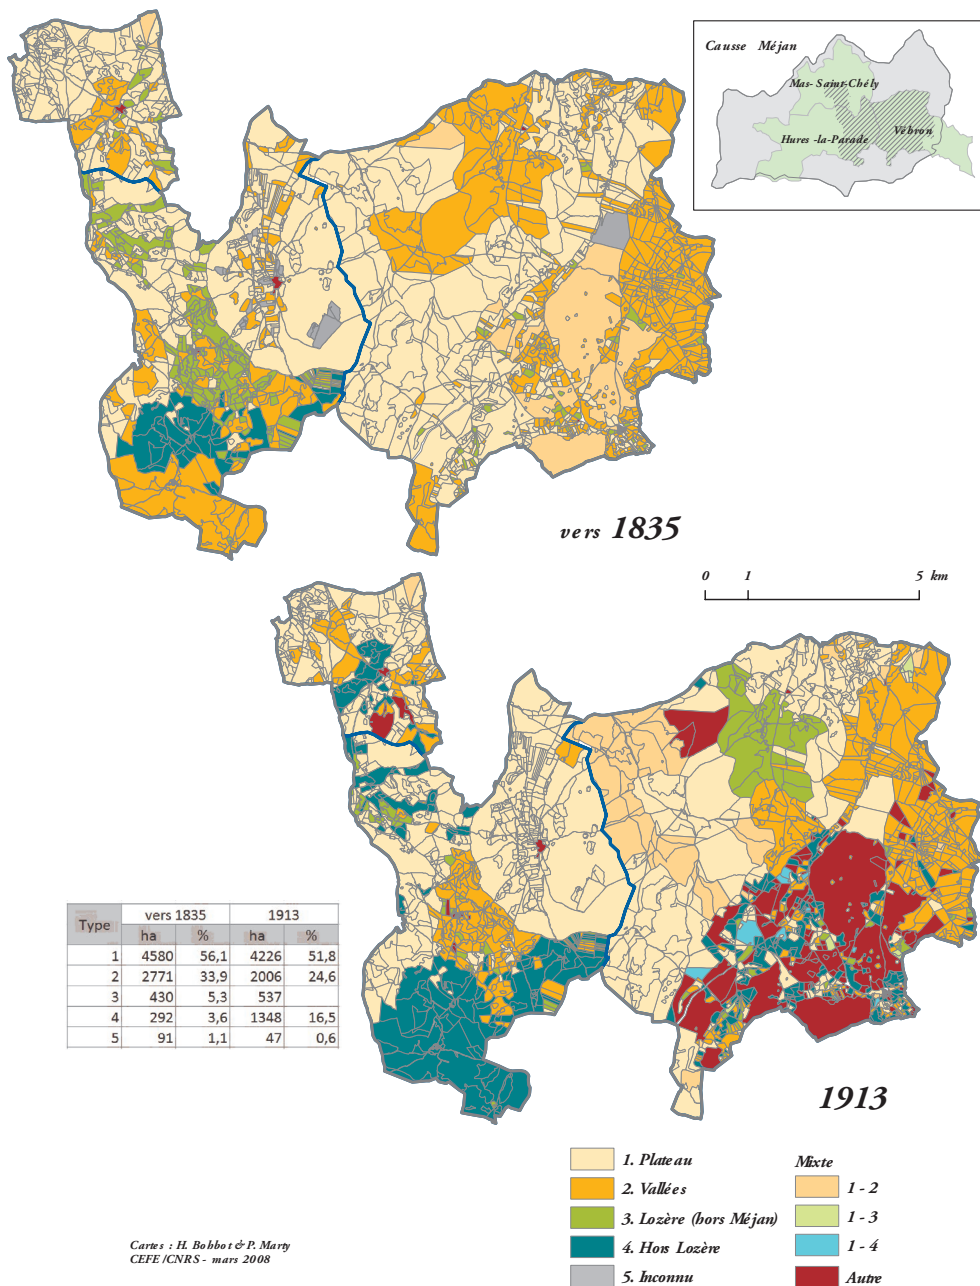 Causse Méjan
Mas-Saint-Chély
Vébron
Hures-la-Parade
vers 1835
0 1 5 km
Type vers 1835 1913
ha % ha %
1 4580 56,1 4226 51,8
2 2771 33,9 2006 24,6
3 430 5,3 537
4 292 3,6 1348 16,5
5 91 1,1 47 0,6
1913
1. Plateau
2. Vallées
3. Lozère (hors Méjan)
4. Hors Lozère
5. Inconnu
Mixte
1 - 2
1 - 3
1 - 4
Autre
Cartes : H. Bohbot & P. Marty
CEFE/CNRS - mars 2008